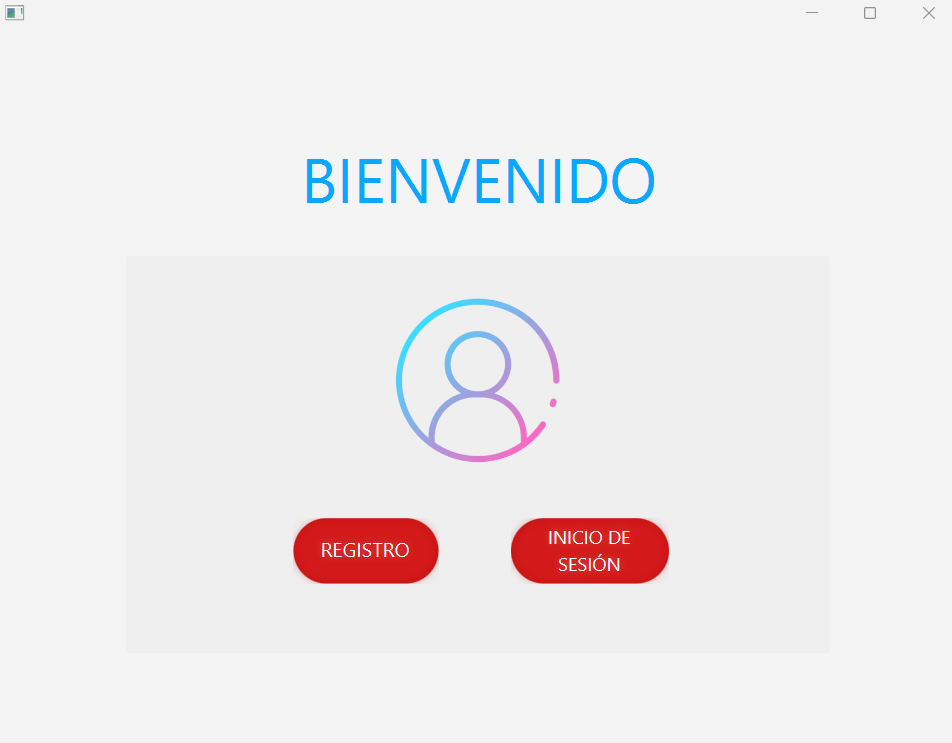 BIENVENIDO
REGISTRO
INICIO DE
SESIÓN